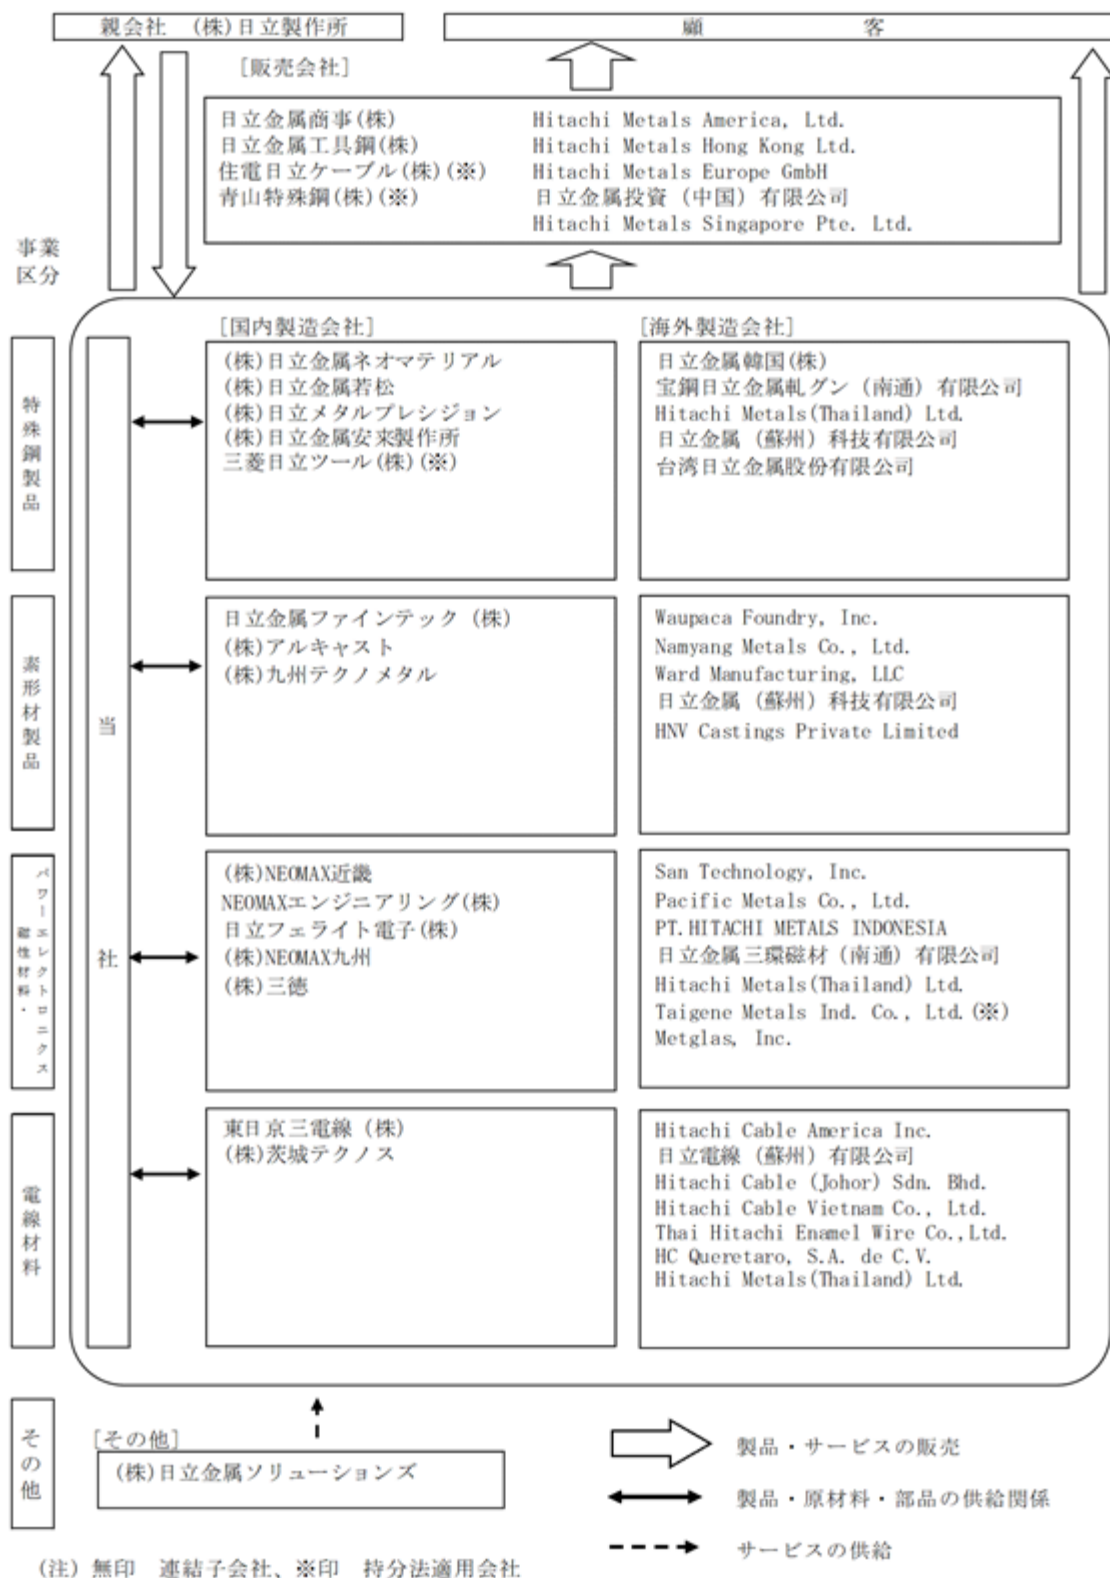 親会社 (株)日立製作所
顧 客
[販売会社]
日立金属商事(株)
日立金属工具鋼(株)
住電日立ケーブル(株)(※)
青山特殊鋼(株)(※)
Hitachi Metals America, Ltd.
Hitachi Metals Hong Kong Ltd.
Hitachi Metals Europe GmbH
日立金属投資（中国）有限公司
Hitachi Metals Singapore Pte. Ltd.
事業
区分
当社
特殊鋼製品
[国内製造会社]
(株)日立金属ネオマテリアル
(株)日立金属若松
(株)日立メタルプレシジョン
(株)日立金属安来製作所
三菱日立ツール(株)(※)
[海外製造会社]
日立金属韓国(株)
宝鋼日立金属軋グン（南通）有限公司
Hitachi Metals(Thailand) Ltd.
日立金属（蘇州）科技有限公司
台湾日立金属股份有限公司
素形材製品
日立金属ファインテック（株）
(株)アルキャスト
(株)九州テクノメタル
Waupaca Foundry, Inc.
Namyang Metals Co., Ltd.
Ward Manufacturing, LLC
日立金属（蘇州）科技有限公司
HNV Castings Private Limited
磁性材料・
パワーエレクトロニクス
(株)NEOMAX近畿
NEOMAXエンジニアリング(株)
日立フェライト電子(株)
(株)NEOMAX九州
(株)三徳
San Technology, Inc.
Pacific Metals Co., Ltd.
PT.HITACHI METALS INDONESIA
日立金属三環磁材（南通）有限公司
Hitachi Metals(Thailand) Ltd.
Taigene Metals Ind. Co., Ltd.(※)
Metglas, Inc.
電線材料
東日京三電線（株）
(株)茨城テクノス
Hitachi Cable America Inc.
日立電線（蘇州）有限公司
Hitachi Cable (Johor) Sdn. Bhd.
Hitachi Cable Vietnam Co., Ltd.
Thai Hitachi Enamel Wire Co.,Ltd.
HC Queretaro, S.A. de C.V.
Hitachi Metals(Thailand) Ltd.
その他
[その他]
(株)日立金属ソリューションズ
製品・サービスの販売
製品・原材料・部品の供給関係
サービスの供給
(注) 無印 連結子会社、※印 持分法適用会社